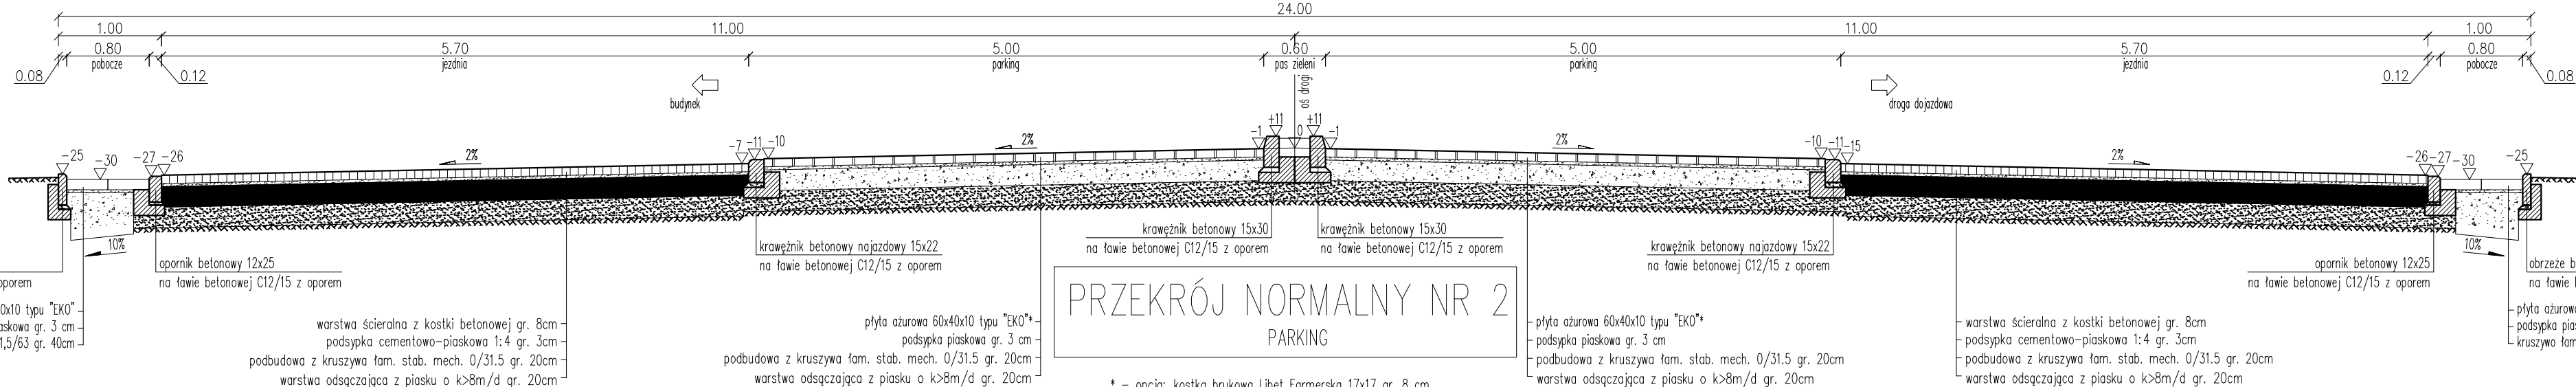 24.00
1.00 11.00 11.00 1.00
0.80 5.70 5.00 0.60 5.00 5.70 0.80
pobocze jezdnia parking pas zieleni parking jezdnia pobocze
0.08 0.12 0.12 0.08
budynek oś drogi droga dojazdowa
+11 +11
-25 -30 -27 -26 2% -7 -11 -10 2% -1 0 -1 2% -10 -11 -15 2% -26 -27 -30 -25
10% 10%
krawężnik betonowy 15x30
na ławie betonowej C12/15 z oporem
krawężnik betonowy 15x30
na ławie betonowej C12/15 z oporem
krawężnik betonowy najazdowy 15x22
na ławie betonowej C12/15 z oporem
krawężnik betonowy najazdowy 15x22
na ławie betonowej C12/15 z oporem
opornik betonowy 12x25
na ławie betonowej C12/15 z oporem
opornik betonowy 12x25
na ławie betonowej C12/15 z oporem
oporem
obrzeże b
na ławie
PRZEKRÓJ NORMALNY NR 2
PARKING
0x10 typu "EKO"
askowa gr. 3 cm
1,5/63 gr. 40cm
warstwa ścieralna z kostki betonowej gr. 8cm
podsypka cementowo-piaskowa 1:4 gr. 3cm
podbudowa z kruszywa łam. stab. mech. 0/31.5 gr. 20cm
warstwa odsączająca z piasku o k>8m/d gr. 20cm
płyta ażurowa 60x40x10 typu "EKO"*
podsypka piaskowa gr. 3 cm
podbudowa z kruszywa łam. stab. mech. 0/31.5 gr. 20cm
warstwa odsączająca z piasku o k>8m/d gr. 20cm
płyta ażurowa 60x40x10 typu "EKO"*
podsypka piaskowa gr. 3 cm
podbudowa z kruszywa łam. stab. mech. 0/31.5 gr. 20cm
warstwa odsączająca z piasku o k>8m/d gr. 20cm
warstwa ścieralna z kostki betonowej gr. 8cm
podsypka cementowo-piaskowa 1:4 gr. 3cm
podbudowa z kruszywa łam. stab. mech. 0/31.5 gr. 20cm
warstwa odsączająca z piasku o k>8m/d gr. 20cm
płyta ażurow
podsypka pias
kruszywo łam
* - opcja: kostka brukowa Libet Farmerska 17x17 gr. 8 cm